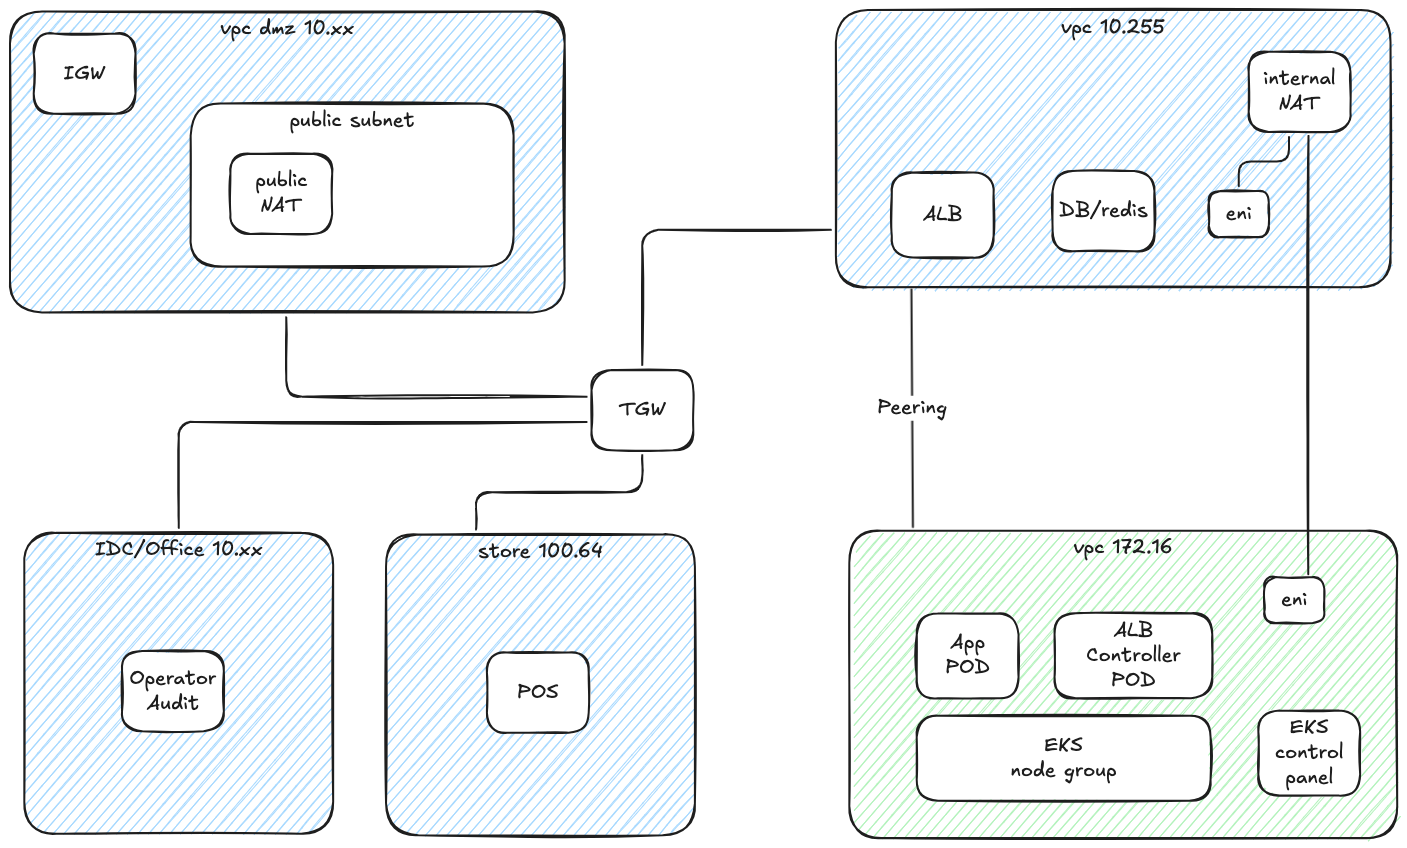 vpc dmz 10.xx
IGW
public subnet
public
NAT
vpc 10.255
internal
NAT
ALB
DB/redis
eni
TGW
Peering
IDC/Office 10.xx
Operator
Audit
store 100.64
POS
vpc 172.16
eni
App
POD
ALB
Controller
POD
EKS
node group
EKS
control
panel